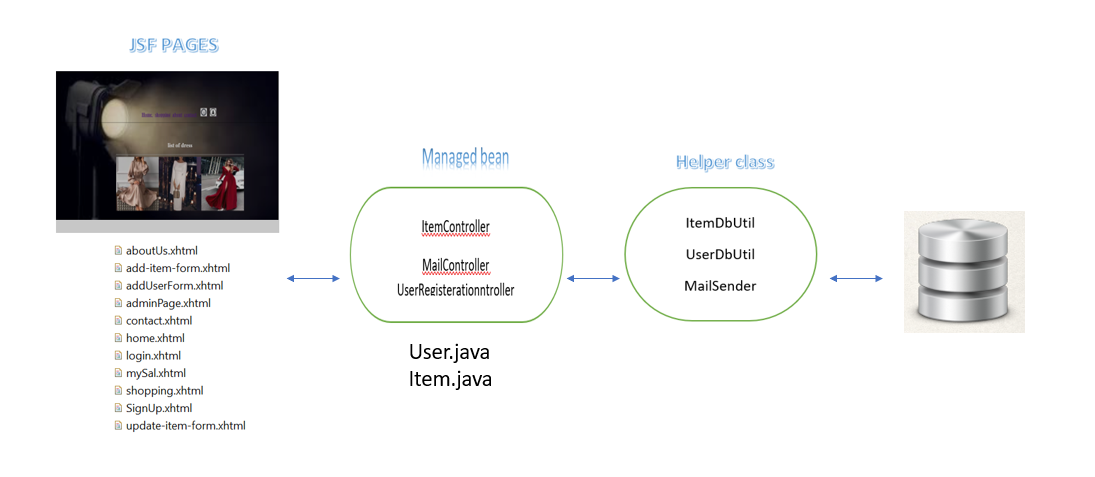 JSF PAGES
list of dress
aboutUs.xhtml
add-item-form.xhtml
addUserForm.xhtml
adminPage.xhtml
contact.xhtml
home.xhtml
login.xhtml
mySal.xhtml
shopping.xhtml
SignUp.xhtml
update-item-form.xhtml
Managed bean
ItemController
MailController
UserRegisterationntroller
User.java
Item.java
Helper class
ItemDbUtil
UserDbUtil
MailSender